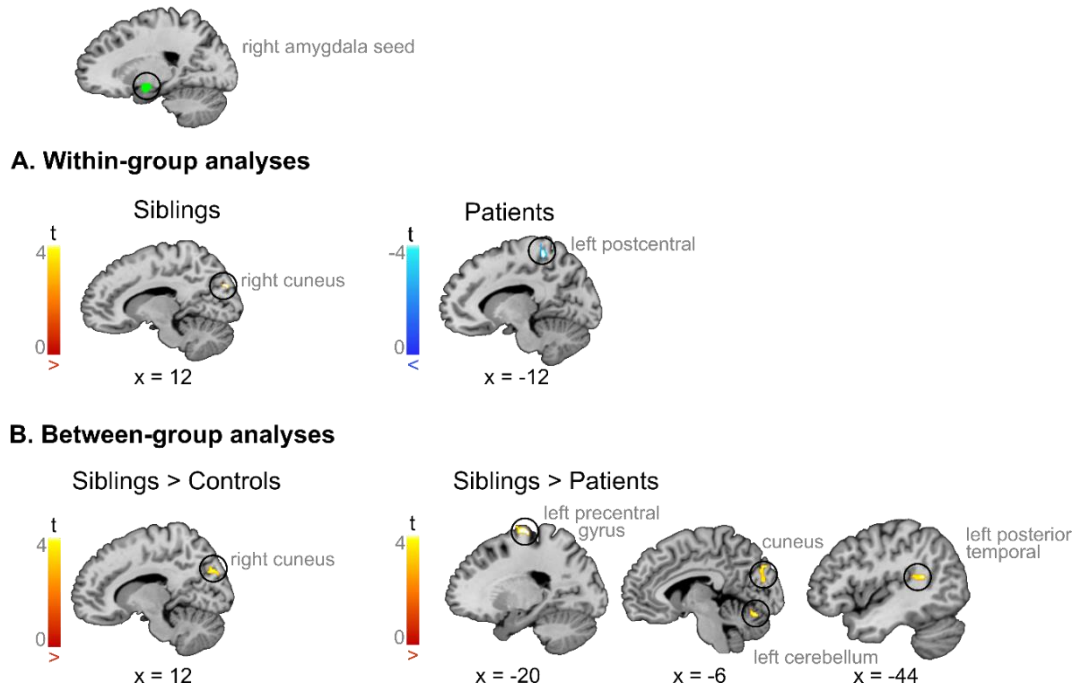 right amygdala seed
A. Within-group analyses
Siblings
Patients
t
4
0
>
right cuneus
x = 12
t
-4
0
<
left postcentral
x = -12
B. Between-group analyses
Siblings > Controls
Siblings > Patients
t
4
0
>
right cuneus
x = 12
t
4
0
>
left precentral
gyrus
x = -20
cuneus
left cerebellum
x = -6
left posterior
temporal
x = -44